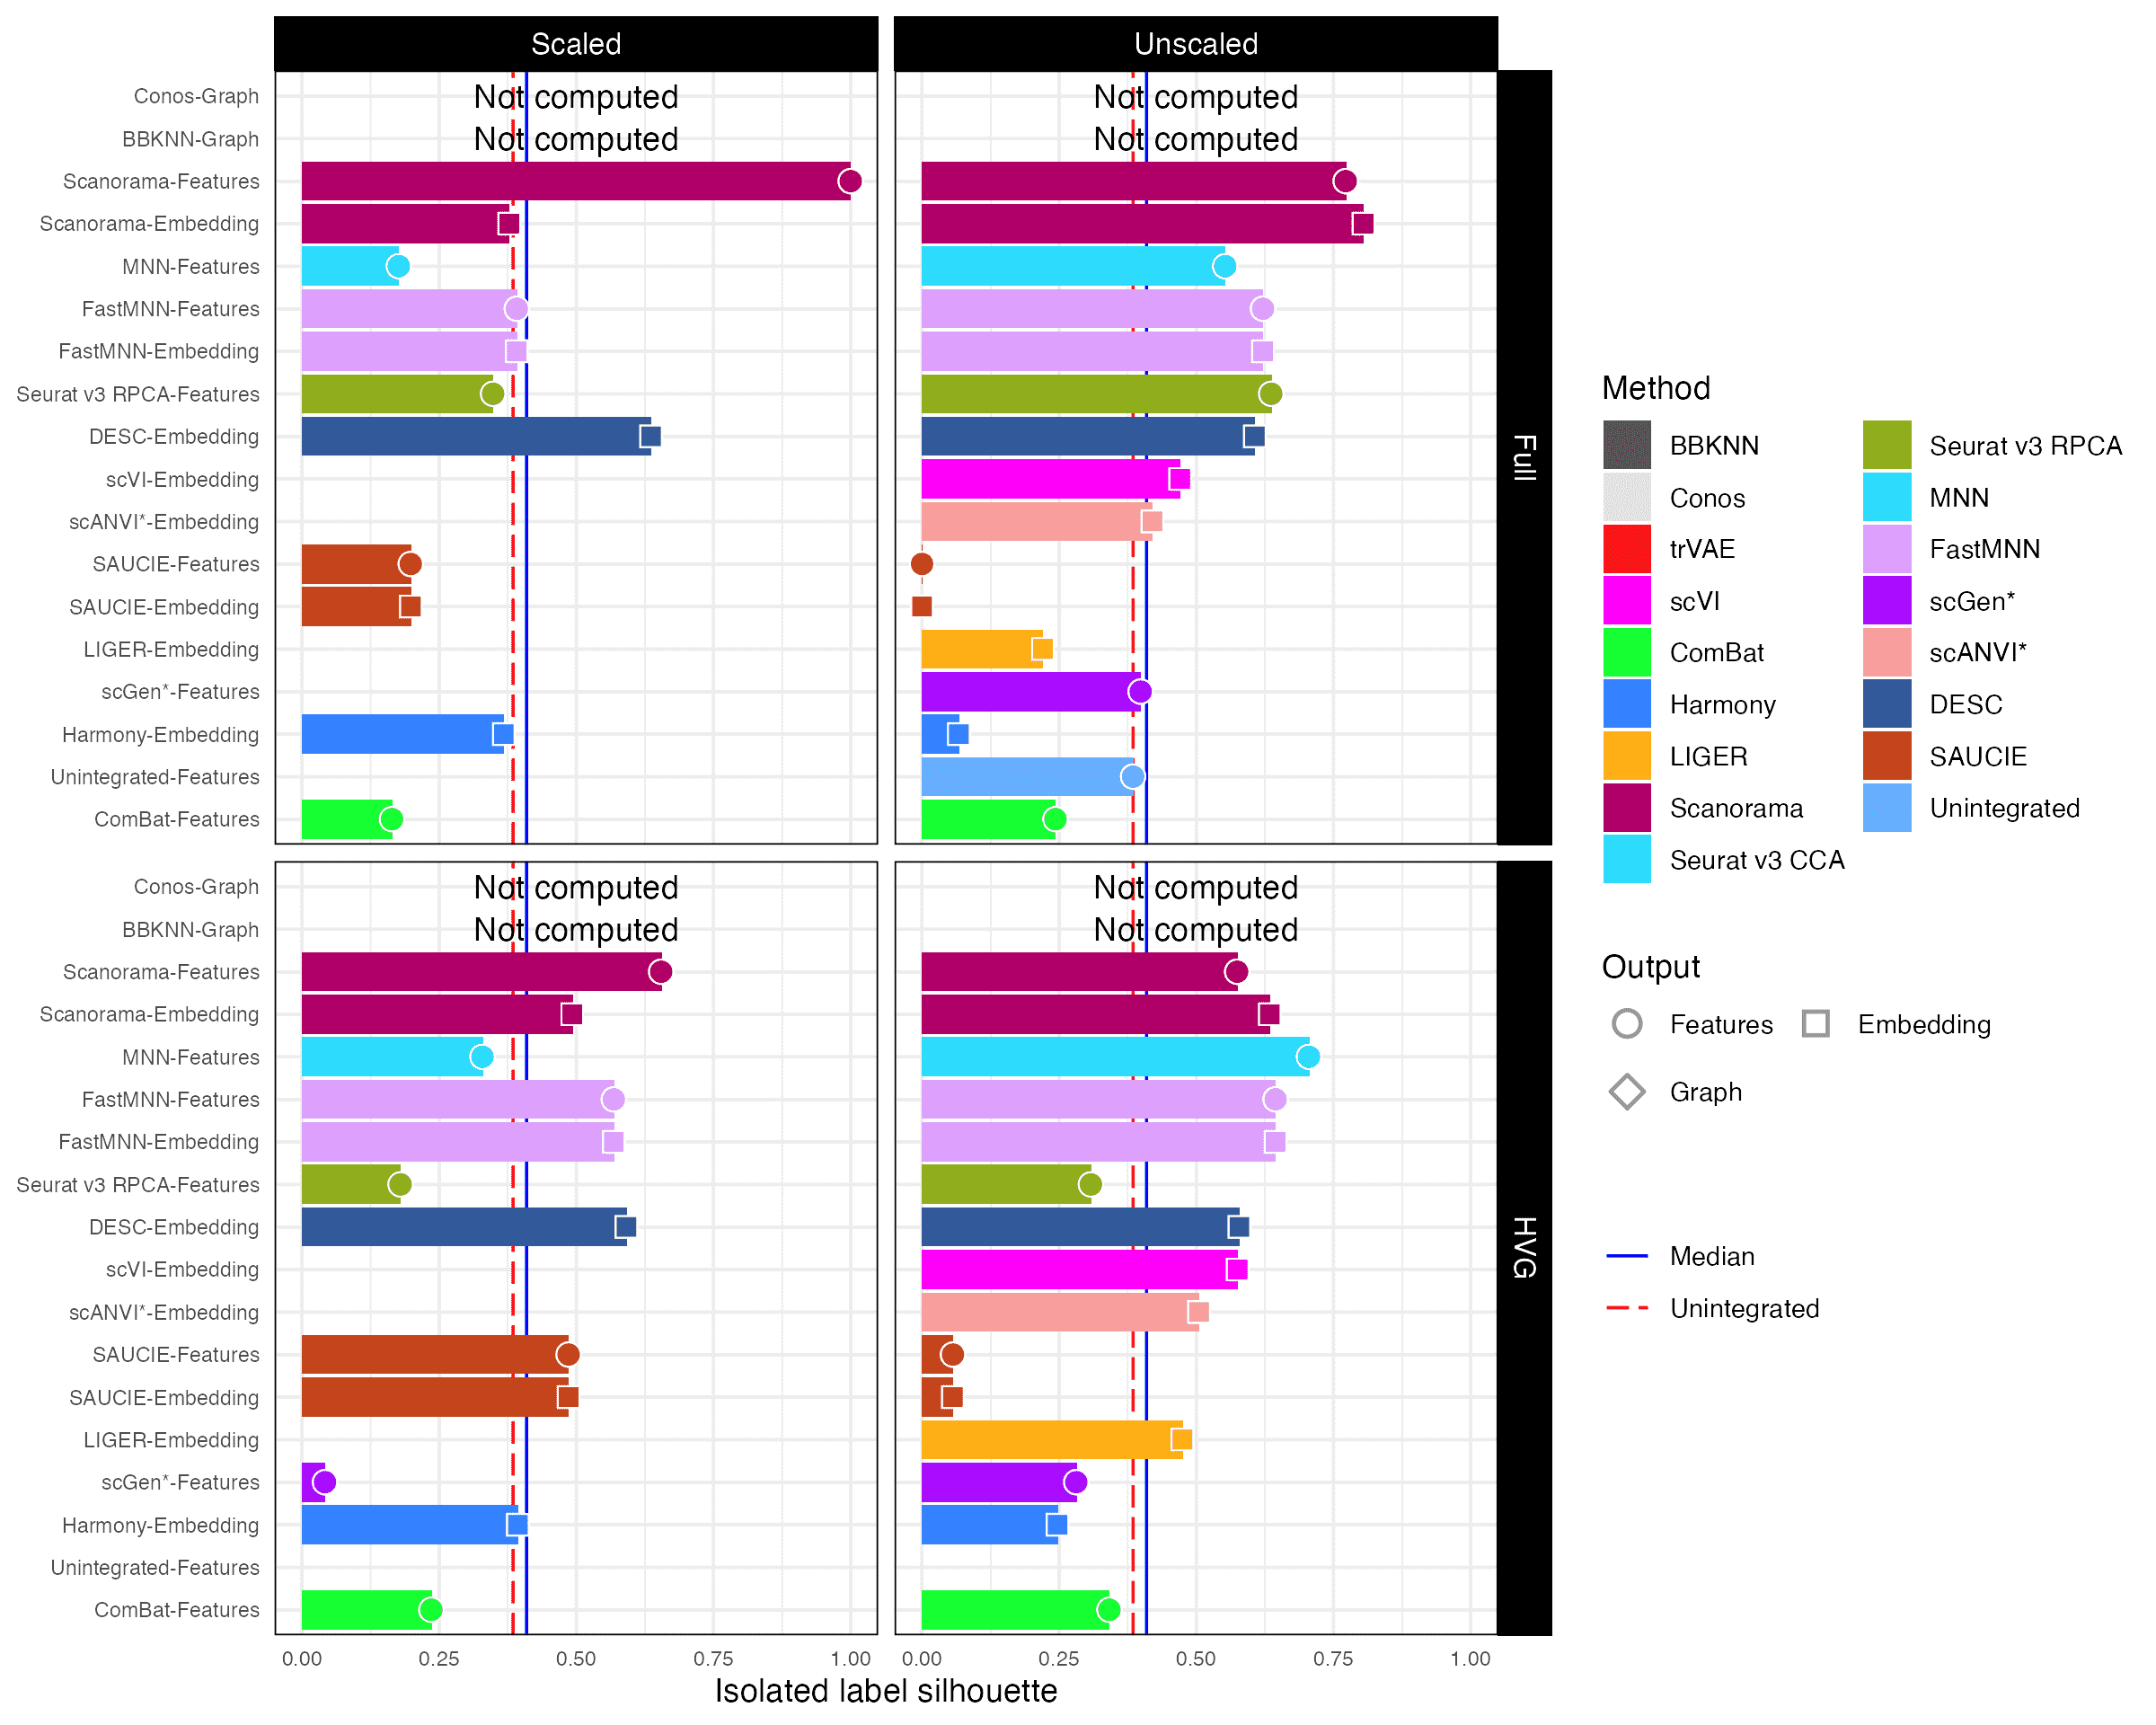 Scaled
Unscaled
Conos-Graph
Not computed
Not computed
BBKNN-Graph
Not computed
Not computed
Scanorama-Features
Scanorama-Embedding
MNN-Features
FastMNN-Features
FastMNN-Embedding
Seurat v3 RPCA-Features
DESC-Embedding
scVI-Embedding
scANVI*-Embedding
SAUCIE-Features
SAUCIE-Embedding
LIGER-Embedding
scGen*-Features
Harmony-Embedding
Unintegrated-Features
ComBat-Features
Full
Conos-Graph
Not computed
Not computed
BBKNN-Graph
Not computed
Not computed
Scanorama-Features
Scanorama-Embedding
MNN-Features
FastMNN-Features
FastMNN-Embedding
Seurat v3 RPCA-Features
DESC-Embedding
scVI-Embedding
scANVI*-Embedding
SAUCIE-Features
SAUCIE-Embedding
LIGER-Embedding
scGen*-Features
Harmony-Embedding
Unintegrated-Features
ComBat-Features
HVG
0.00 0.25 0.50 0.75 1.00
0.00 0.25 0.50 0.75 1.00
Isolated label silhouette
Method
BBKNN
Conos
trVAE
scVI
ComBat
Harmony
LIGER
Scanorama
Seurat v3 CCA
Seurat v3 RPCA
MNN
FastMNN
scGen*
scANVI*
DESC
SAUCIE
Unintegrated
Output
Features
Embedding
Graph
Median
Unintegrated